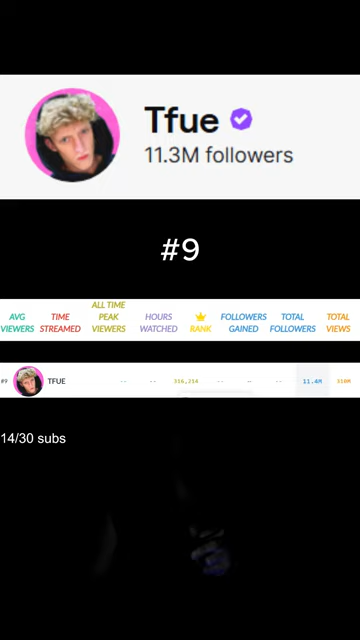 Tfue
11.3M followers
#9
AVG VIEWERS TIME STREAMED ALL TIME PEAK VIEWERS HOURS WATCHED RANK FOLLOWERS GAINED TOTAL FOLLOWERS TOTAL VIEWS
#9 TFUE -- -- 316,214 -- -- -- 11.4M 310M
14/30 subs